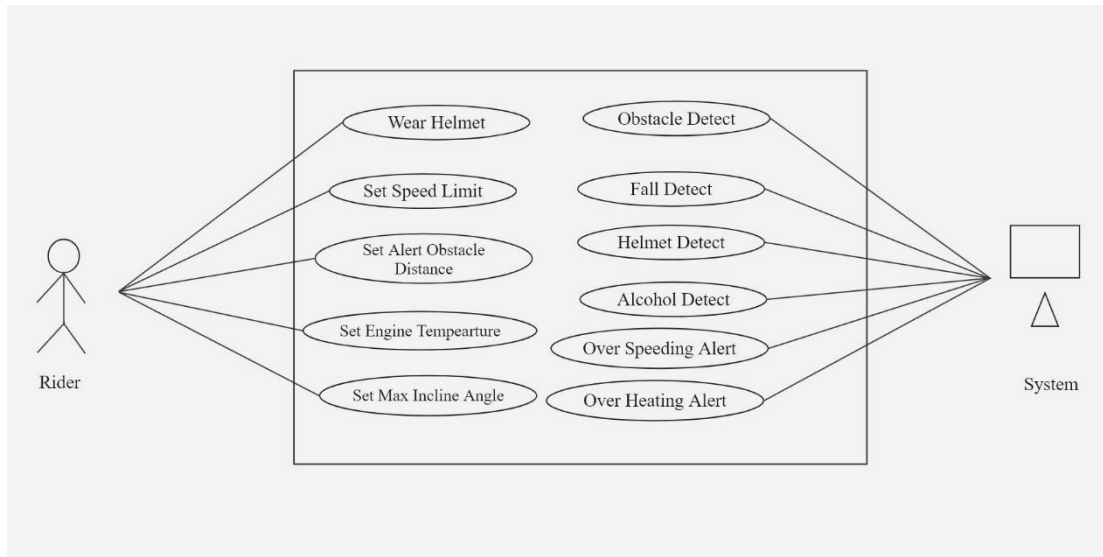 Wear Helmet
Obstacle Detect
Set Speed Limit
Fall Detect
Set Alert Obstacle
Distance
Helmet Detect
Alcohol Detect
Set Engine Tempearture
Over Speeding Alert
Set Max Incline Angle
Over Heating Alert
Rider
System